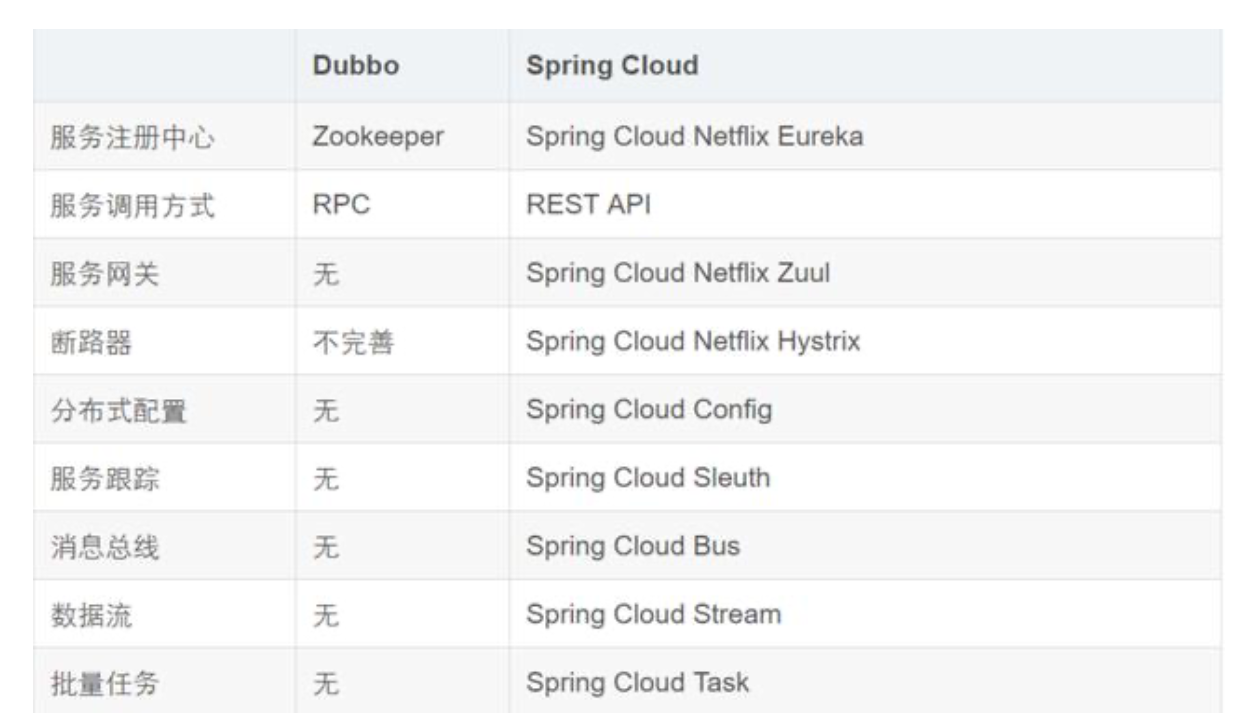 Dubbo Spring Cloud
服务注册中心 Zookeeper Spring Cloud Netflix Eureka
服务调用方式 RPC REST API
服务网关 无 Spring Cloud Netflix Zuul
断路器 不完善 Spring Cloud Netflix Hystrix
分布式配置 无 Spring Cloud Config
服务跟踪 无 Spring Cloud Sleuth
消息总线 无 Spring Cloud Bus
数据流 无 Spring Cloud Stream
批量任务 无 Spring Cloud Task